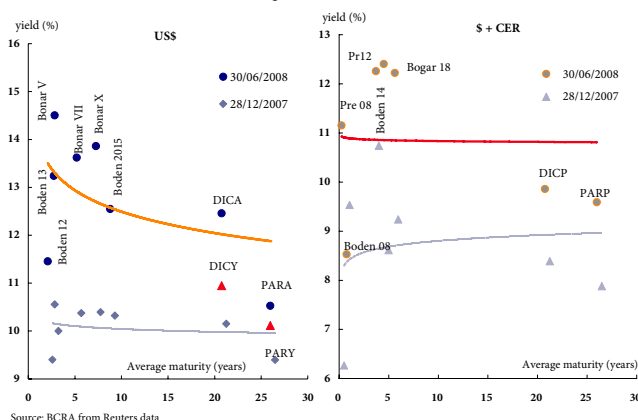 yield (%)
US$
16
15
14
13
12
11
10
9
0
5
10
15
20
25
30
30/06/2008
28/12/2007
Bonar V
Bonar VII
Bonar X
Boden 2015
Boden 13
Boden 12
DICA
DICY
PARA
PARY
Average maturity (years)
yield (%)
$ + CER
13
12
11
10
9
8
7
6
0
5
10
15
20
25
30
30/06/2008
28/12/2007
Pr12
Bogar 18
Pre 08
Boden 14
DICP
PARP
Boden 08
Average maturity (years)
Source: BCRA from Reuters data